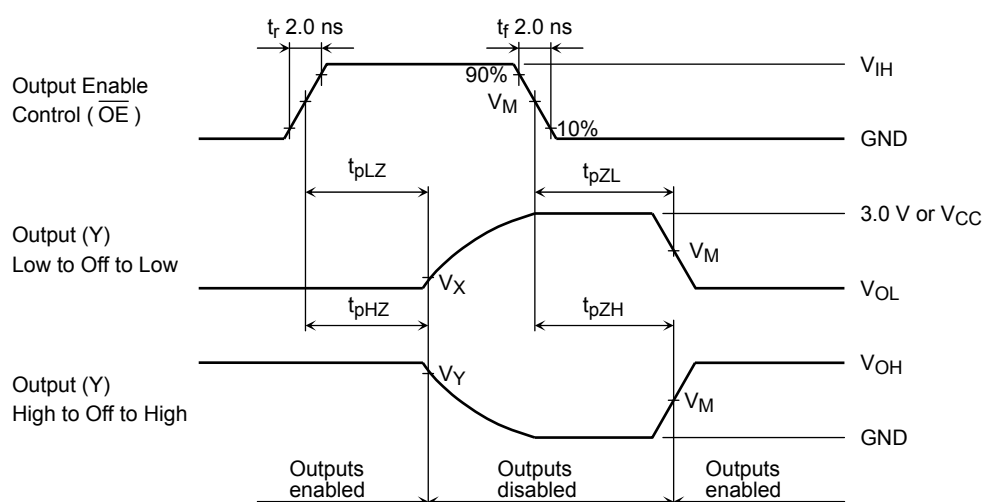 tr 2.0 ns
tf 2.0 ns
Output Enable
Control ( OE )
90%
VM
10%
VIH
GND
tpLZ
tpZL
Output (Y)
Low to Off to Low
VX
VM
3.0 V or VCC
VOL
tpHZ
tpZH
Output (Y)
High to Off to High
VY
VM
VOH
GND
Outputs
enabled
Outputs
disabled
Outputs
enabled